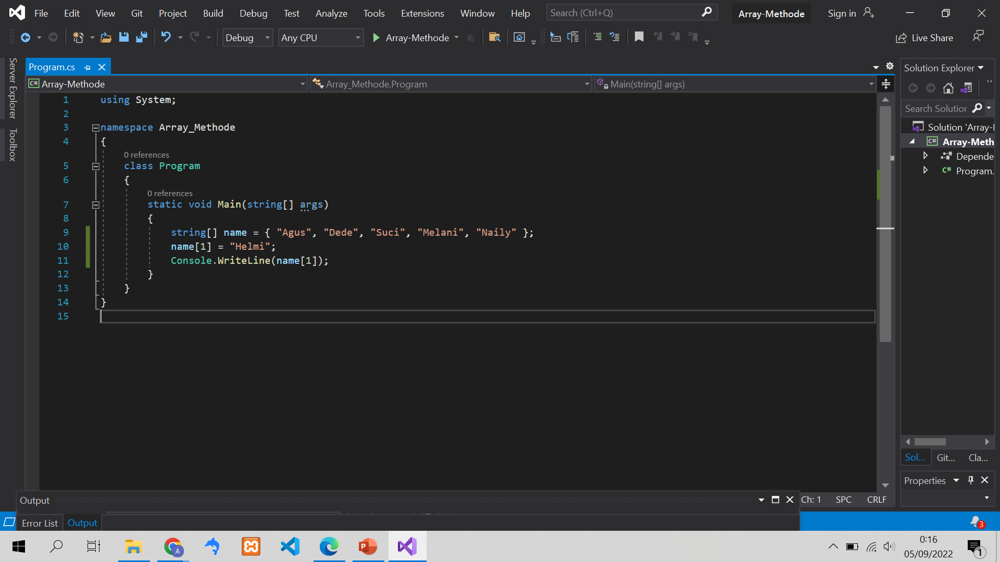 File Edit View Git Project Build Debug Test Analyze Tools Extensions Window Help Search (Ctrl+Q) Array-Methode Sign in
Debug Any CPU Array-Methode Live Share
Server Explorer
Toolbox
Program.cs
Array-Methode Array_Methode.Program Main(string[] args)
1 using System;
2
3 namespace Array_Methode
4 {
0 references
5 class Program
6 {
0 references
7 static void Main(string[] args)
8 {
9 string[] name = { "Agus", "Dede", "Suci", "Melani", "Naily" };
10 name[1] = "Helmi";
11 Console.WriteLine(name[1]);
12 }
13 }
14 }
15
Solution Explorer
Search Solution
Solution 'Array-
C# Array-Meth
Depende
C# Program.
Sol... Git... Cla...
Properties
Ch: 1 SPC CRLF
Output
Error List Output
3
0:16
05/09/2022
1